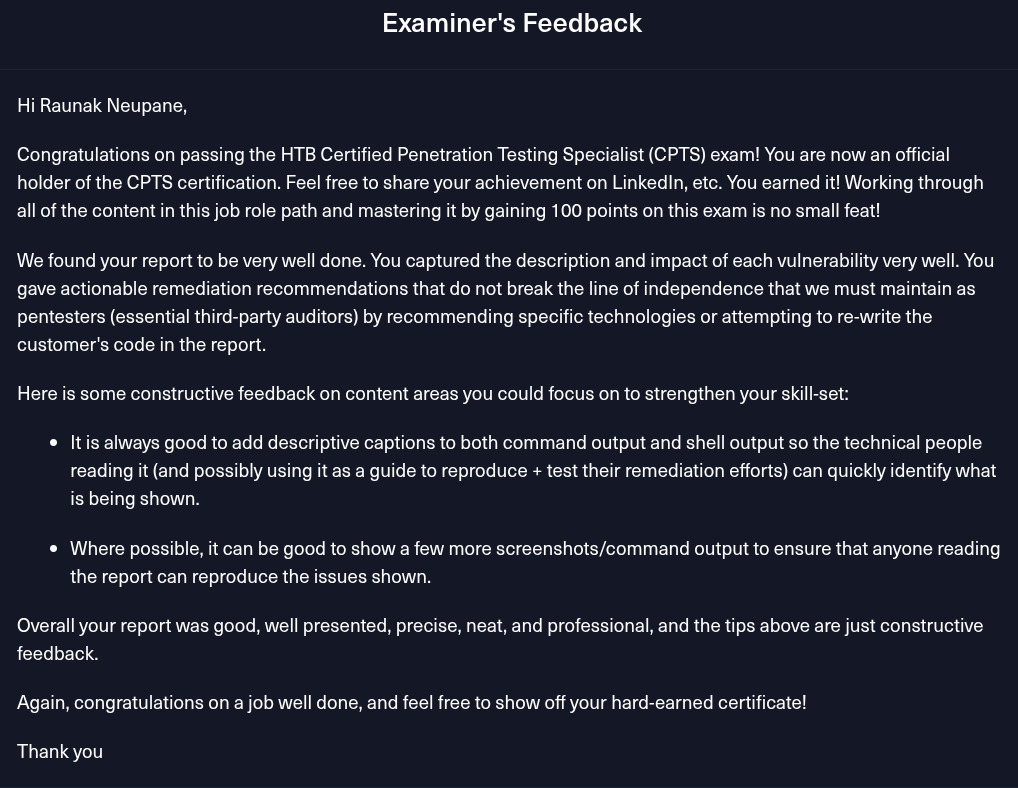 Examiner's Feedback
Hi Raunak Neupane,
Congratulations on passing the HTB Certified Penetration Testing Specialist (CPTS) exam! You are now an official
holder of the CPTS certification. Feel free to share your achievement on LinkedIn, etc. You earned it! Working through
all of the content in this job role path and mastering it by gaining 100 points on this exam is no small feat!
We found your report to be very well done. You captured the description and impact of each vulnerability very well. You
gave actionable remediation recommendations that do not break the line of independence that we must maintain as
pentesters (essential third-party auditors) by recommending specific technologies or attempting to re-write the
customer's code in the report.
Here is some constructive feedback on content areas you could focus on to strengthen your skill-set:
• It is always good to add descriptive captions to both command output and shell output so the technical people
reading it (and possibly using it as a guide to reproduce + test their remediation efforts) can quickly identify what
is being shown.
• Where possible, it can be good to show a few more screenshots/command output to ensure that anyone reading
the report can reproduce the issues shown.
Overall your report was good, well presented, precise, neat, and professional, and the tips above are just constructive
feedback.
Again, congratulations on a job well done, and feel free to show off your hard-earned certificate!
Thank you